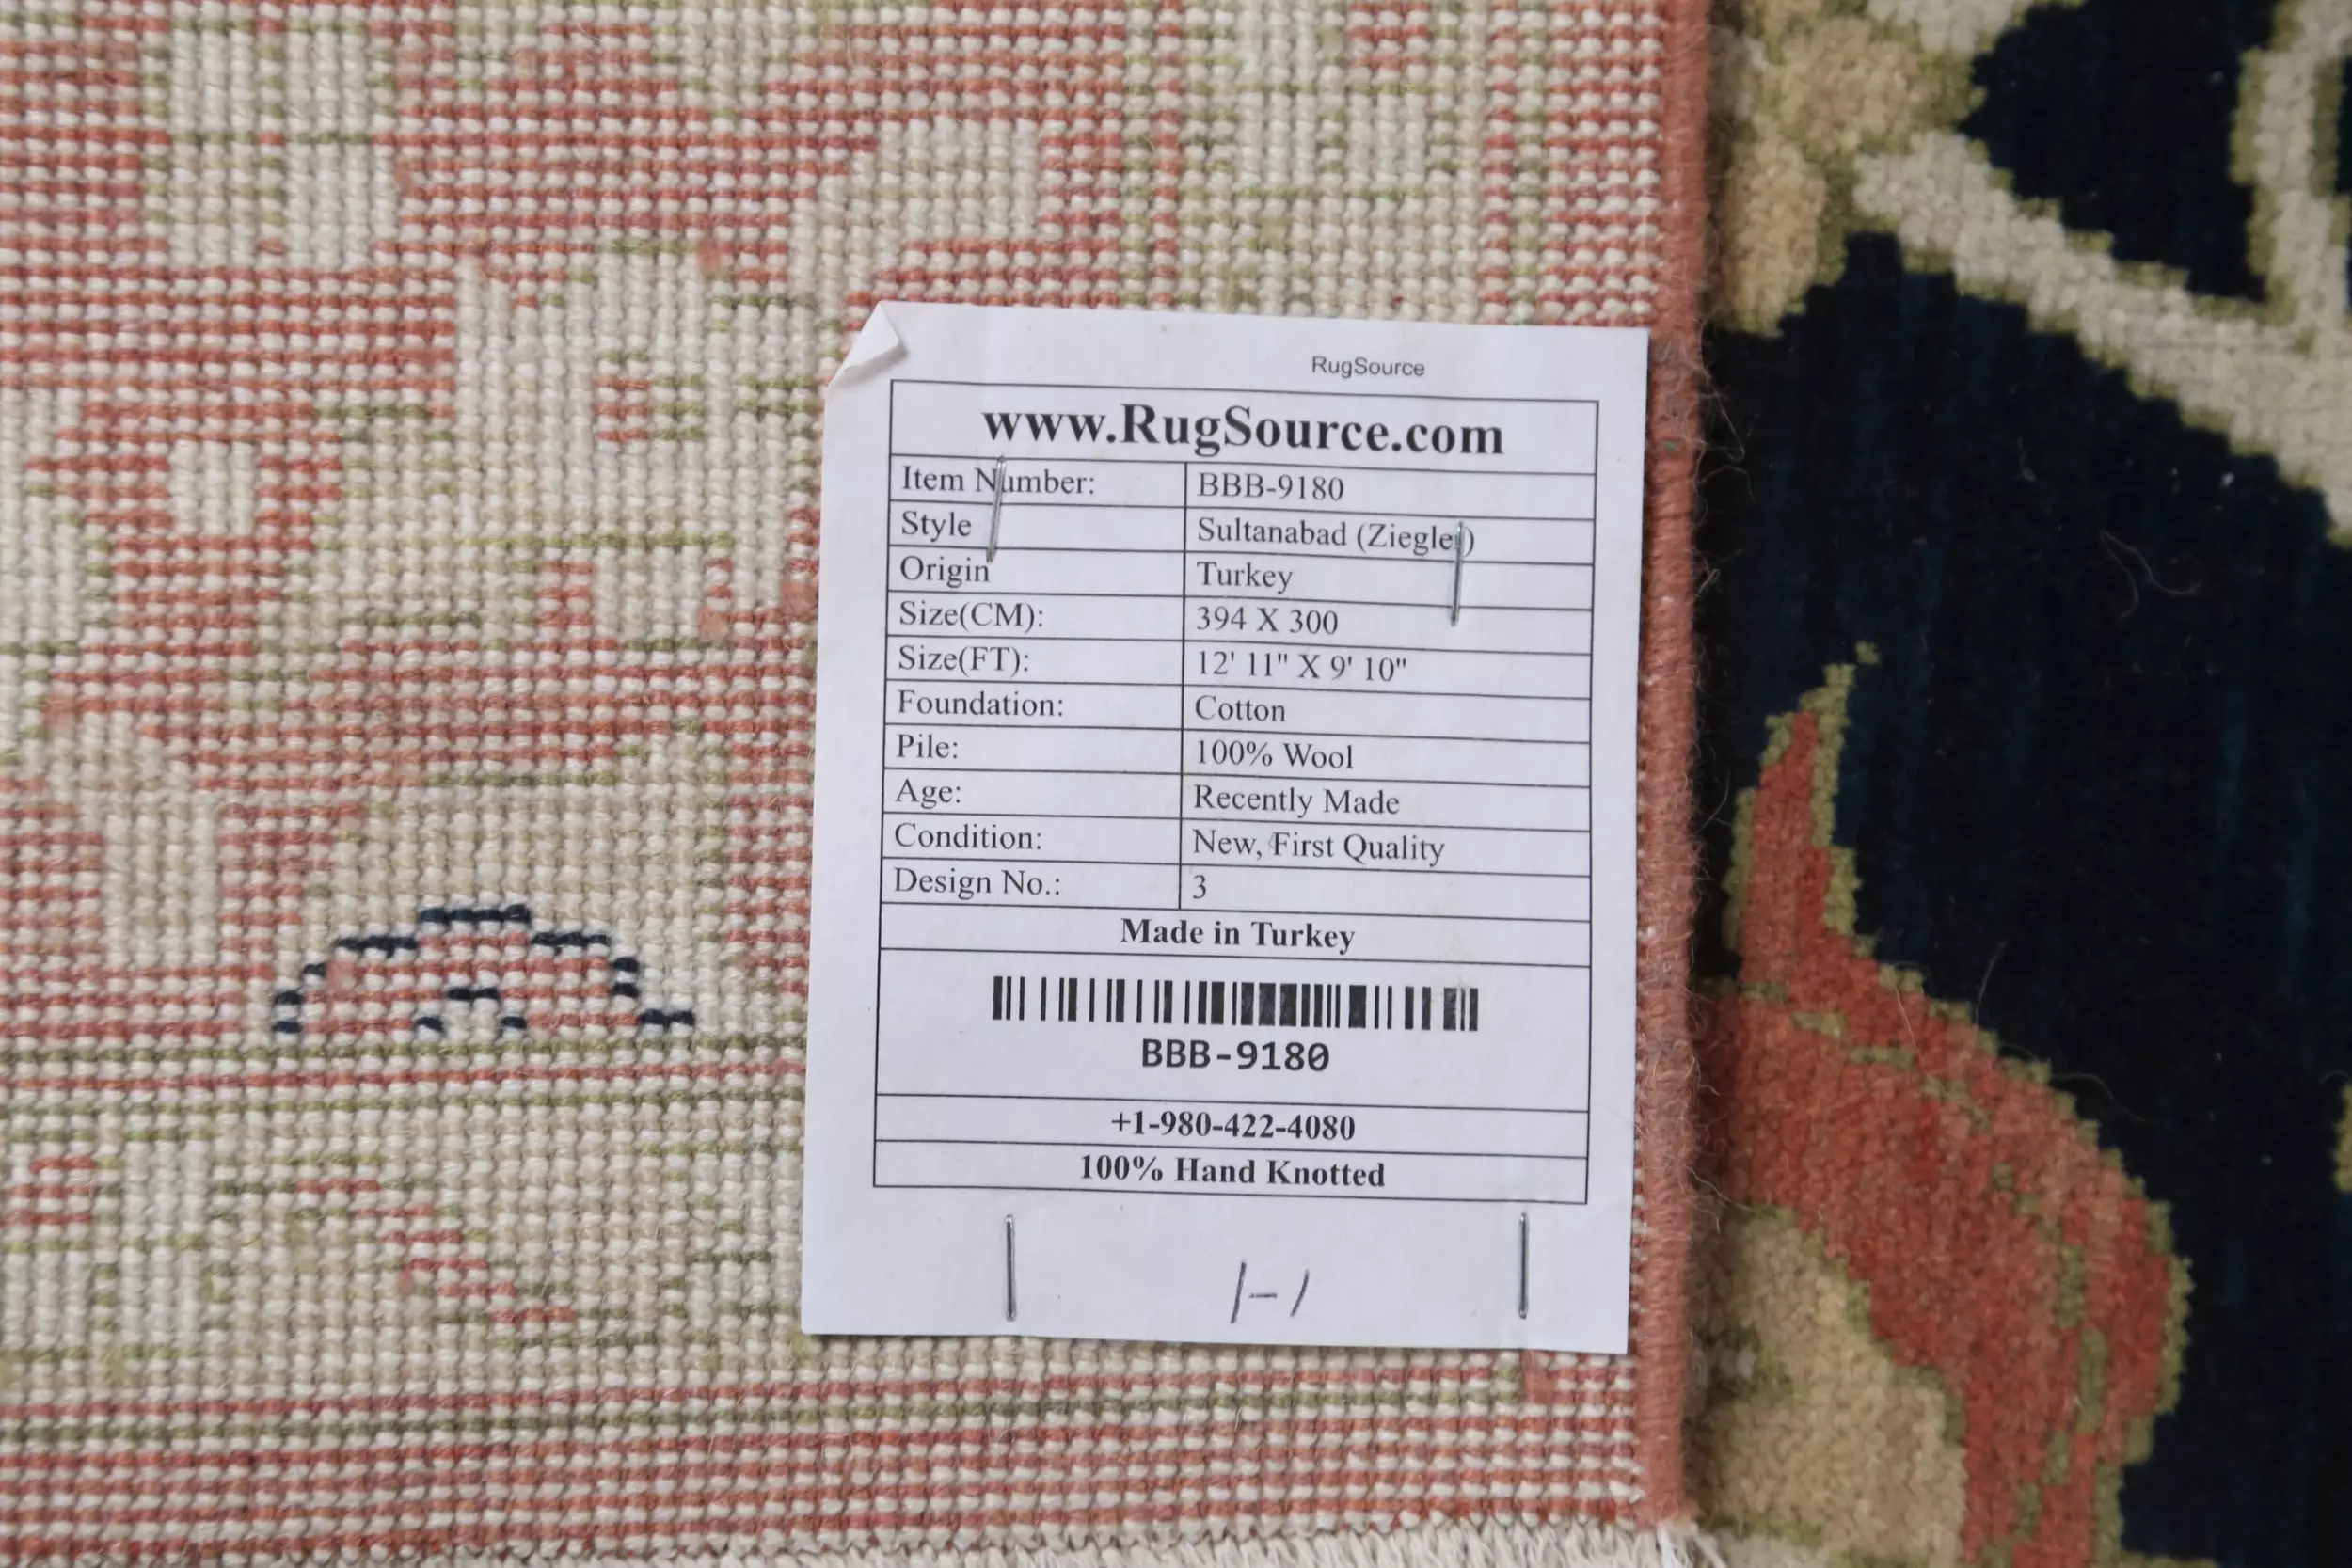 RugSource
www.RugSource.com
Item Number: BBB-9180
Style Sultanabad (Ziegler)
Origin Turkey
Size(CM): 394 X 300
Size(FT): 12' 11" X 9' 10"
Foundation: Cotton
Pile: 100% Wool
Age: Recently Made
Condition: New, First Quality
Design No.: 3
Made in Turkey
BBB-9180
+1-980-422-4080
100% Hand Knotted
1-1